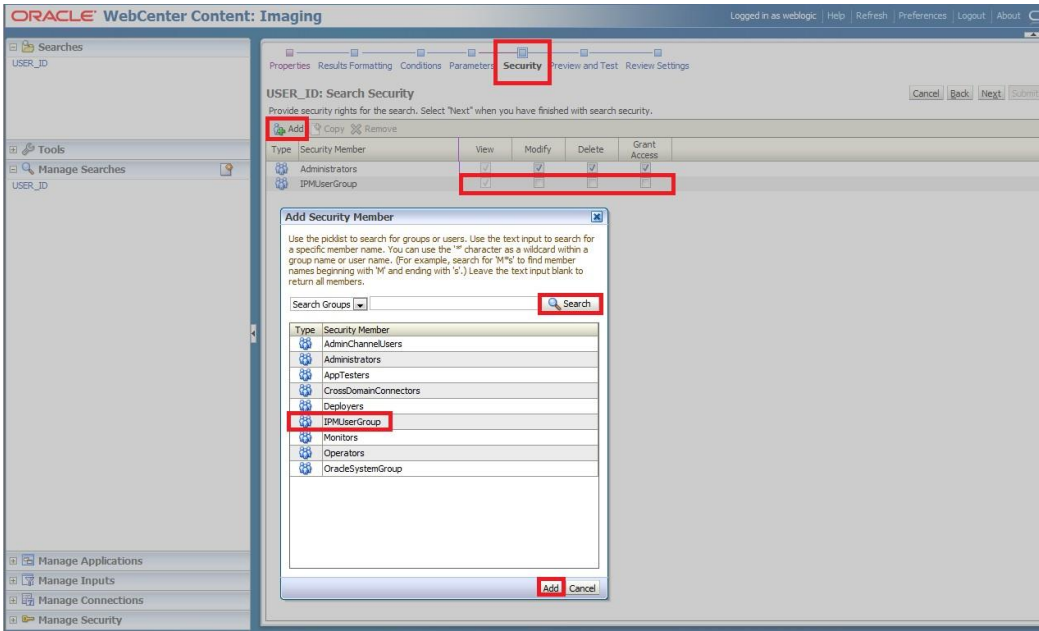 ORACLE WebCenter Content: Imaging
Logged in as weblogic Help Refresh Preferences Logout About
Searches
USER_ID
Tools
Manage Searches
USER_ID
Manage Applications
Manage Inputs
Manage Connections
Manage Security
Properties Results Formatting Conditions Parameters Security Preview and Test Review Settings
USER_ID: Search Security
Cancel Back Next Submit
Provide security rights for the search. Select "Next" when you have finished with search security.
Add Copy Remove
Type Security Member View Modify Delete Grant Access
Administrators
IPMUserGroup
Add Security Member
Use the picklist to search for groups or users. Use the text input to search for
a specific member name. You can use the '*' character as a wildcard within a
group name or user name. (For example, search for 'M*s' to find member
names beginning with 'M' and ending with 's'.) Leave the text input blank to
return all members.
Search Groups Search
Type Security Member
AdminChannelUsers
Administrators
AppTesters
CrossDomainConnectors
Deployers
IPMUserGroup
Monitors
Operators
OracleSystemGroup
Add Cancel